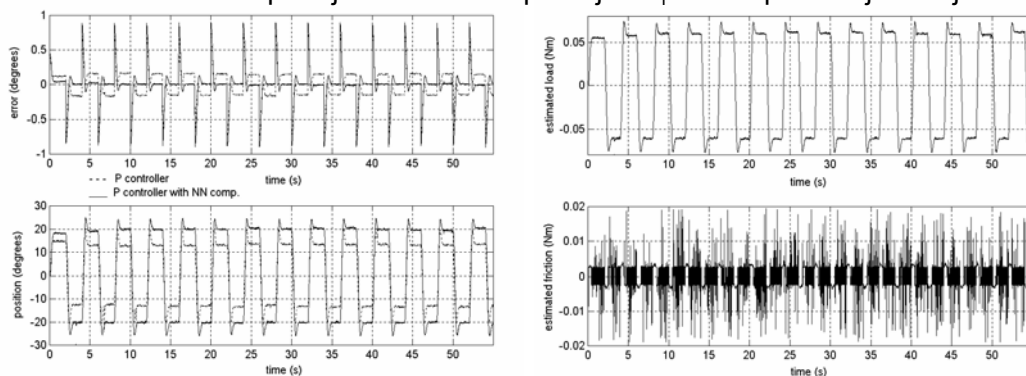 error (degrees)
1
0.5
0
-0.5
-1
0 5 10 15 20 25 30 35 40 45 50
time (s)
P controller
P controller with NN comp.
position (degrees)
30
20
10
0
-10
-20
-30
0 5 10 15 20 25 30 35 40 45 50
time (s)
estimated load (Nm)
0.05
0
-0.05
0 5 10 15 20 25 30 35 40 45 50
time (s)
estimated friction (Nm)
0.02
0.01
0
-0.01
-0.02
0 5 10 15 20 25 30 35 40 45 50
time (s)